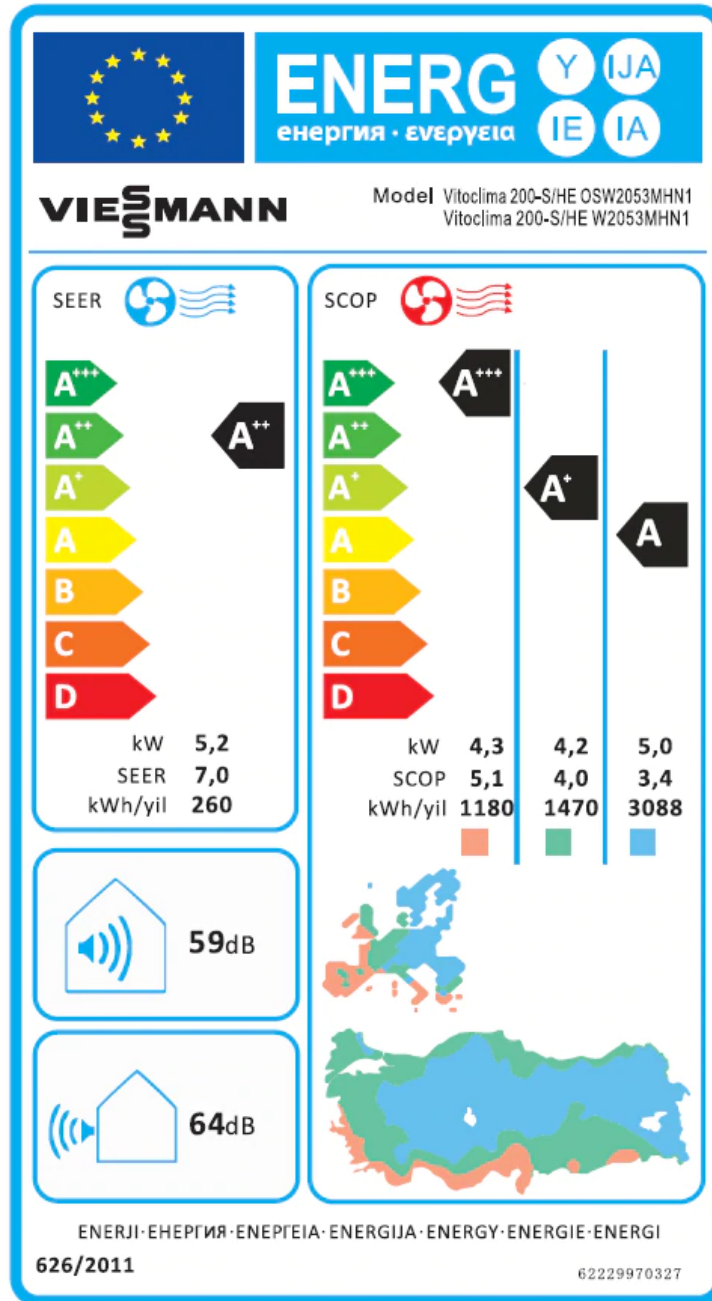 ENERG
енергия · ενεργεια
Y IJA
IE IA
VIESSMANN
Model Vitoclima 200-S/HE OSW2053MHN1
Vitoclima 200-S/HE W2053MHN1
SEER
A+++
A++
A+
A
B
C
D
A++
kW 5,2
SEER 7,0
kWh/yil 260
SCOP
A+++
A++
A+
A
B
C
D
A+++
A+
A
kW 4,3 4,2 5,0
SCOP 5,1 4,0 3,4
kWh/yil 1180 1470 3088
59dB
64dB
ENERJI·ЕНЕРГИЯ·ΕΝΕΡΓΕΙΑ·ENERGIJA·ENERGY·ENERGIE·ENERGI
626/2011
62229970327